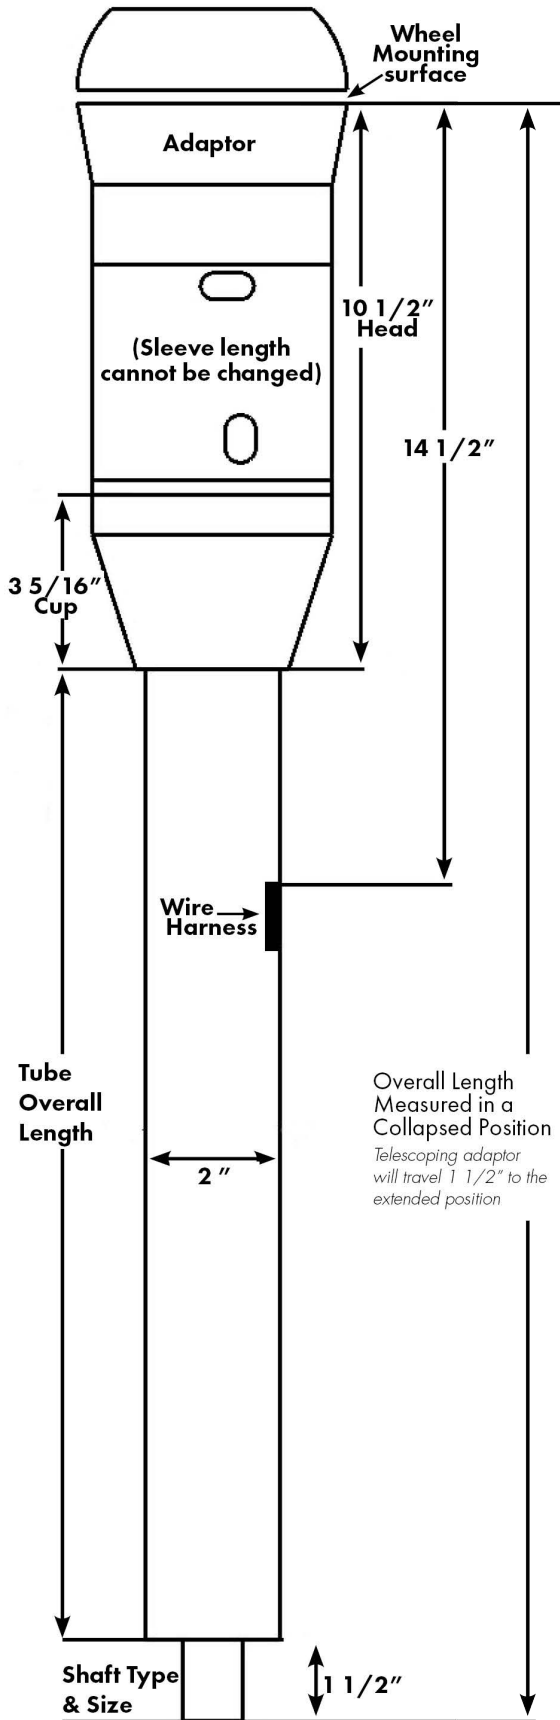 Wheel
Mounting
surface
Adaptor
10 1/2”
Head
(Sleeve length
cannot be changed)
14 1/2”
3 5/16”
Cup
Wire
Harness
Tube
Overall
Length
Overall Length
Measured in a
Collapsed Position
Telescoping adaptor
will travel 1 1/2” to the
extended position
2 ”
Shaft Type
& Size
1 1/2”